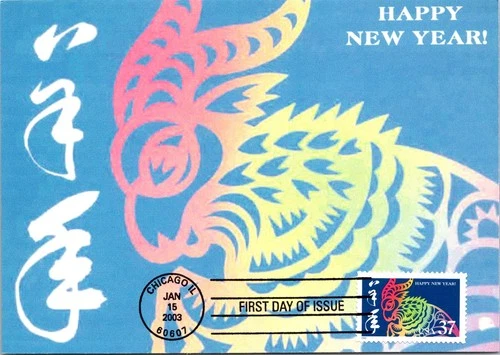 HAPPY
NEW YEAR!
羊年
CHICAGO IL
JAN
15
2003
60607
FIRST DAY OF ISSUE
HAPPY NEW YEAR!
羊年
37